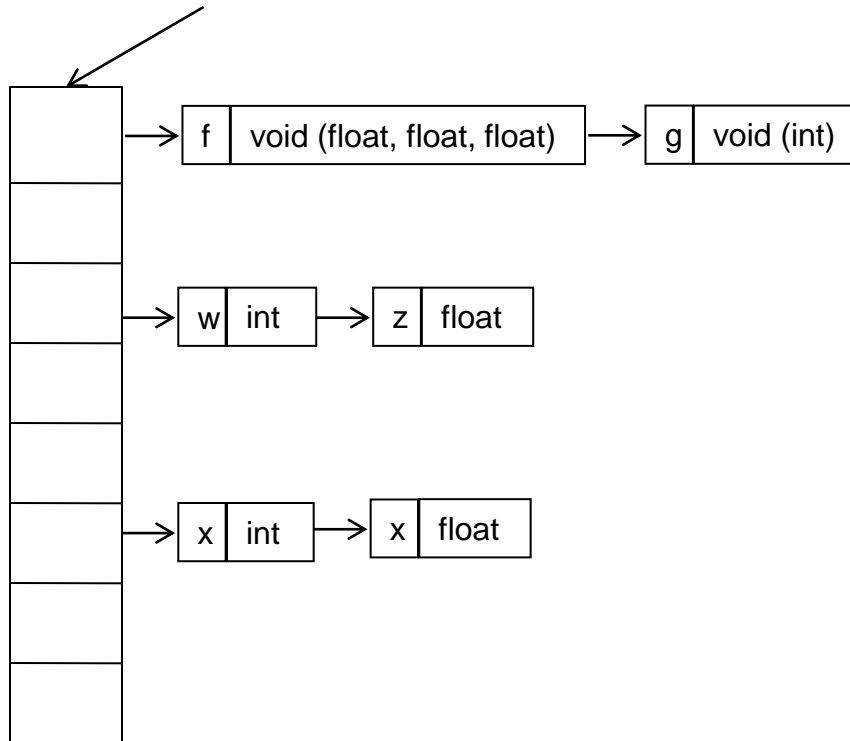 f void (float, float, float) g void (int)
w int z float
x int x float